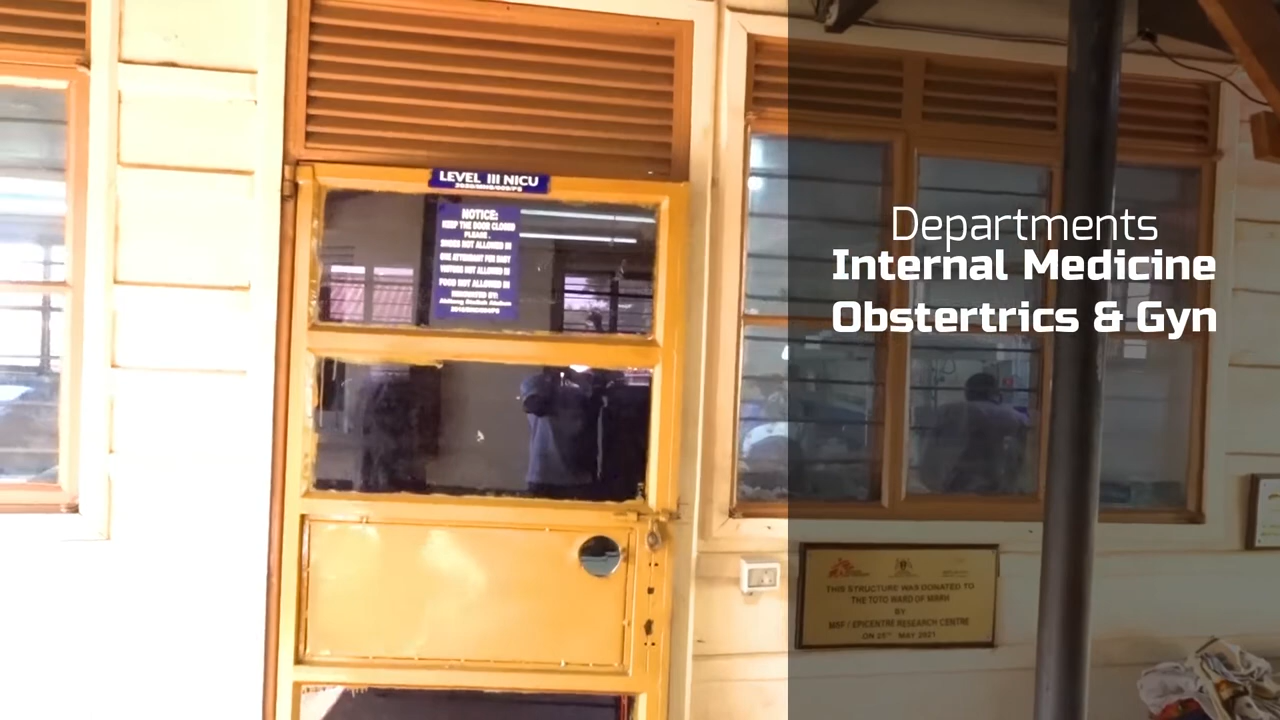 LEVEL III NICU
NOTICE:
KEEP THE DOOR CLOSED
PLEASE .
SHOES NOT ALLOWED IN
ONE ATTENDANT PER BABY
VISITORS NOT ALLOWED IN
FOOD NOT ALLOWED IN
Departments
Internal Medicine
Obstertrics & Gyn
THIS STRUCTURE WAS DONATED TO
THE TOTO WARD OF MRRH
BY
MSF / EPICENTRE RESEARCH CENTRE
ON 25TH MAY 2021